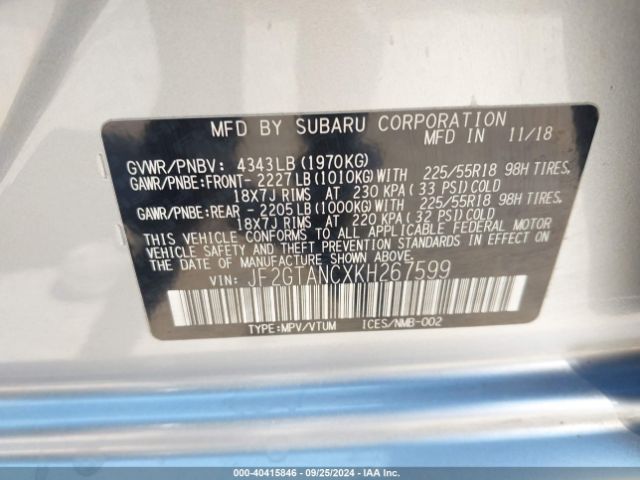 MFD BY SUBARU CORPORATION
MFD IN 11/18
GVWR/PNBV: 4343LB (1970KG)
GAWR/PNBE:FRONT- 2227LB (1010KG) WITH 225/55R18 98H TIRES,
18X7J RIMS AT 230 KPA (33 PSI) COLD
GAWR/PNBE:REAR - 2205LB (1000KG) WITH 225/55R18 98H TIRES,
18X7J RIMS AT 220 KPA (32 PSI) COLD
THIS VEHICLE CONFORMS TO ALL APPLICABLE FEDERAL MOTOR
VEHICLE SAFETY AND THEFT PREVENTION STANDARDS IN EFFECT ON
THE DATE OF MANUFACTURE SHOWN ABOVE.
VIN: JF2GTANCXKH267599
TYPE:MPV/VTUM ICES/NMB-002
000-40415846 - 09/25/2024 - IAA Inc.